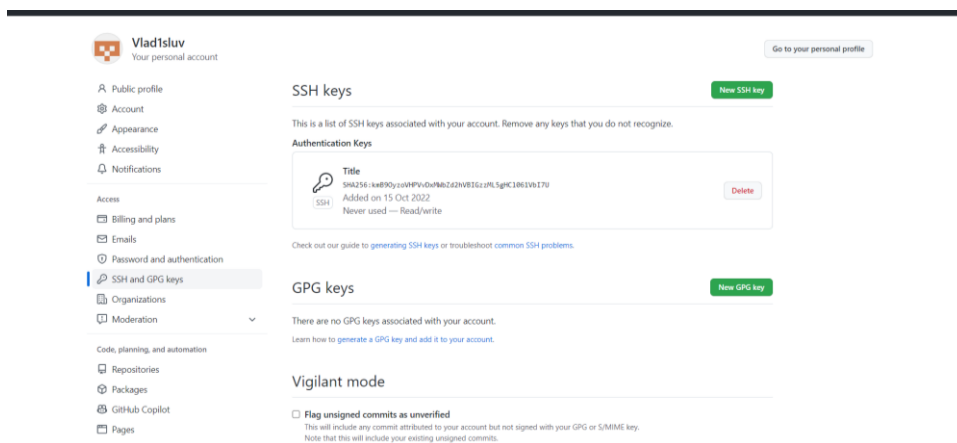 Vlad1sluv
Your personal account
Go to your personal profile
Public profile
Account
Appearance
Accessibility
Notifications
Access
Billing and plans
Emails
Password and authentication
SSH and GPG keys
Organizations
Moderation
Code, planning, and automation
Repositories
Packages
GitHub Copilot
Pages
SSH keys
New SSH key
This is a list of SSH keys associated with your account. Remove any keys that you do not recognize.
Authentication Keys
Title
SSH
Added on 15 Oct 2022
Never used — Read/write
Delete
Check out our guide to generating SSH keys or troubleshoot common SSH problems.
GPG keys
New GPG key
There are no GPG keys associated with your account.
Learn how to generate a GPG key and add it to your account.
Vigilant mode
Flag unsigned commits as unverified
This will include any commit attributed to your account but not signed with your GPG or S/MIME key.
Note that this will include your existing unsigned commits.